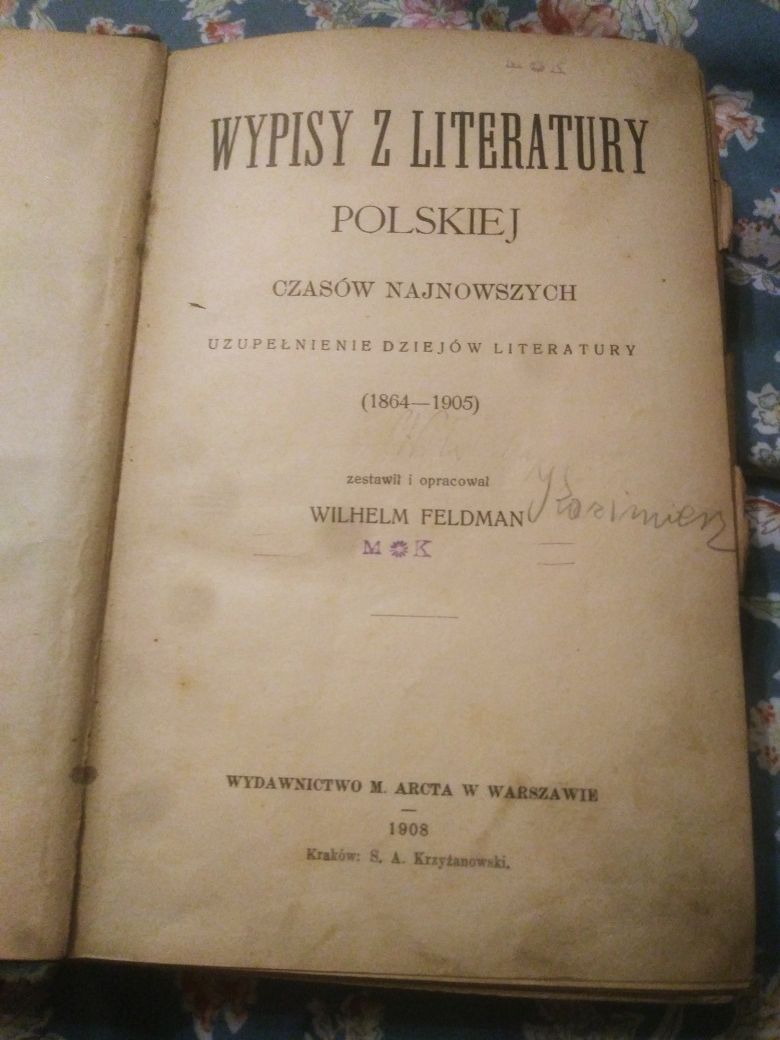 M * K
WYPISY Z LITERATURY
POLSKIEJ
CZASÓW NAJNOWSZYCH
UZUPEŁNIENIE DZIEJÓW LITERATURY
(1864—1905)
zestawił i opracował
WILHELM FELDMAN
Kazimierz
M * K
WYDAWNICTWO M. ARCTA W WARSZAWIE
1908
Kraków: S. A. Krzyżanowski.